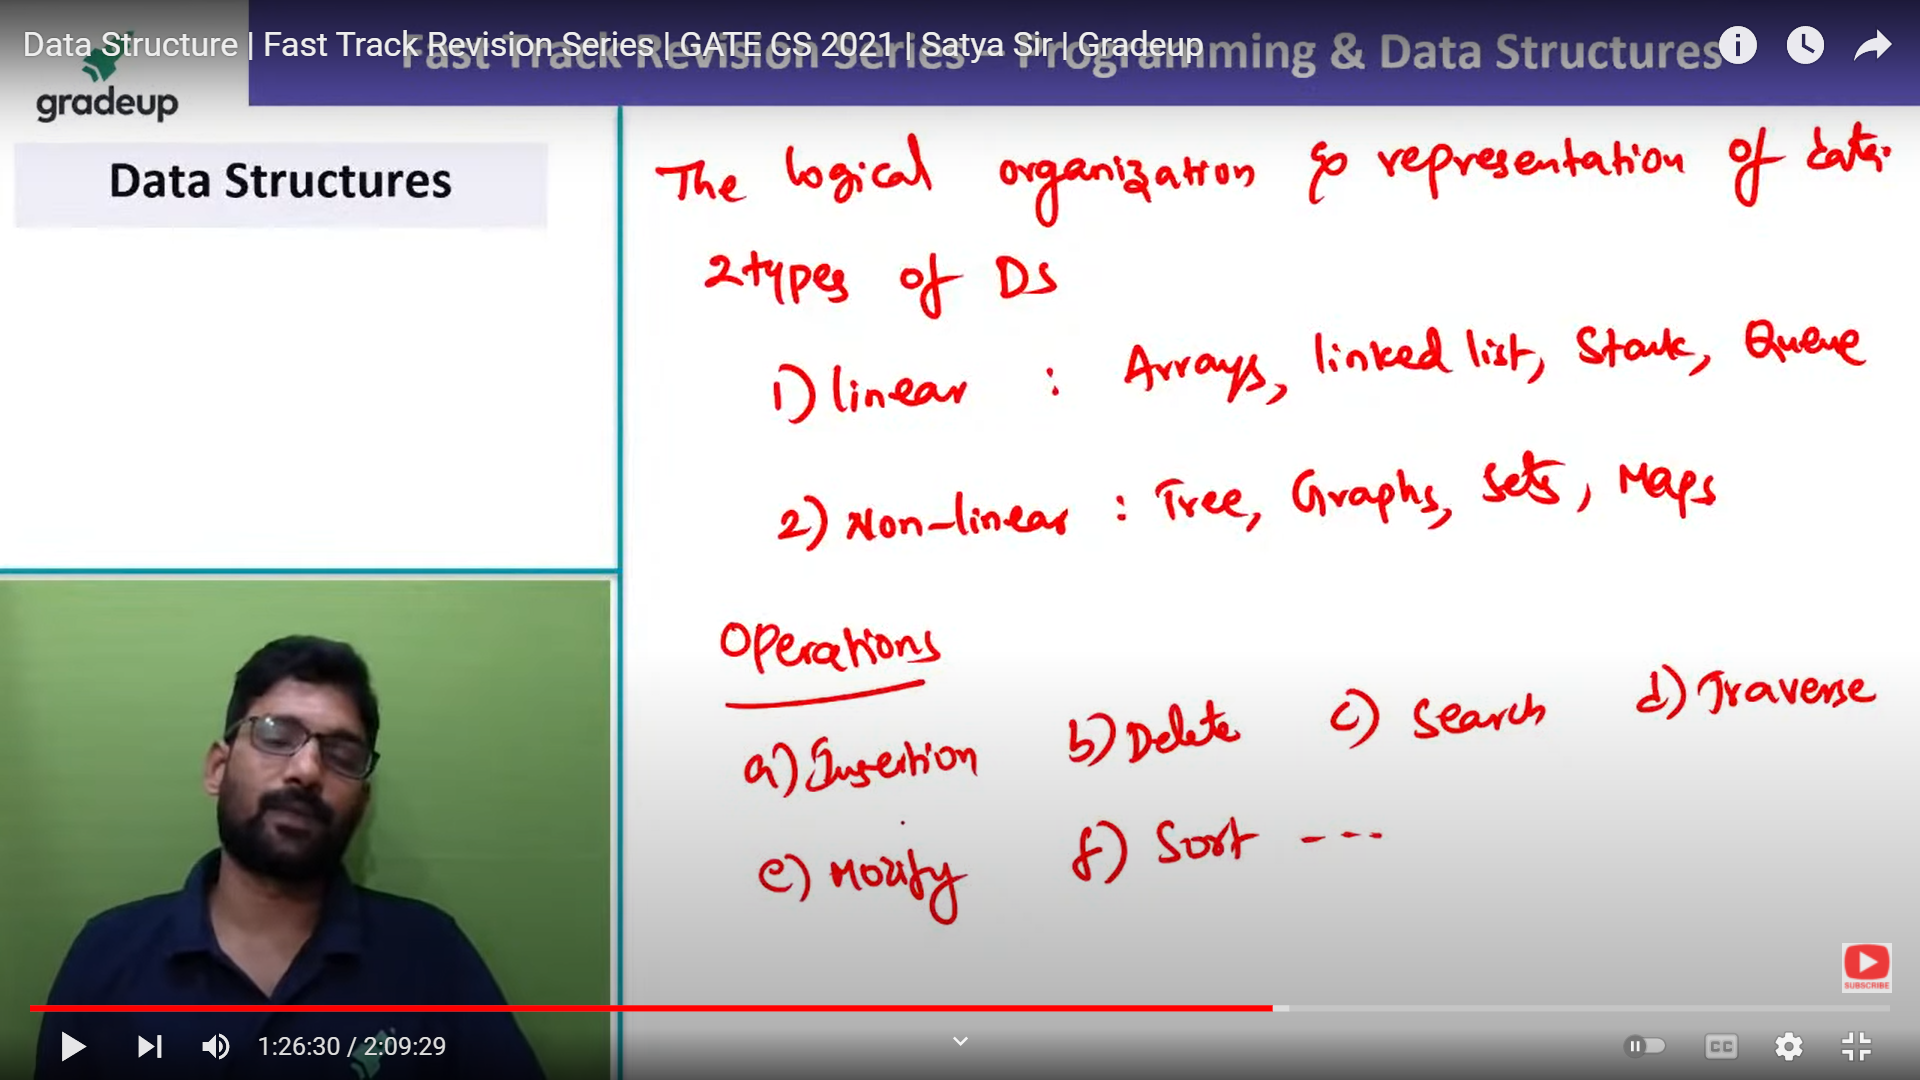 Data Structure | Fast Track Revision Series | GATE CS 2021 | Satya Sir | Gradeup
Fast Track Revision Series - Programming & Data Structures
gradeup
Data Structures
The logical organization & representation of data.
2 types of DS
1) linear : Arrays, linked list, Stack, Queue
2) Non-linear : Tree, Graphs, Sets, Maps
Operations
a) Insertion b) Delete c) Search d) Traverse
e) Modify f) Sort ----
SUBSCRIBE
1:26:30 / 2:09:29
CC